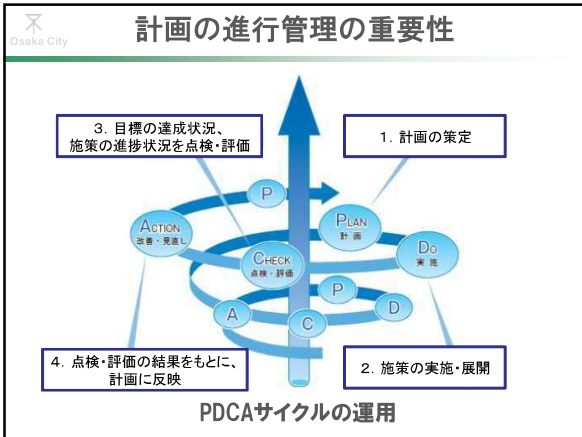 Osaka City
計画の進行管理の重要性
3. 目標の達成状況、
施策の進捗状況を点検・評価
1. 計画の策定
P
ACTION
改善・見直し
PLAN
計 画
CHECK
点検・評価
DO
実 施
P
A
C
D
4. 点検・評価の結果をもとに、
計画に反映
2. 施策の実施・展開
PDCAサイクルの運用